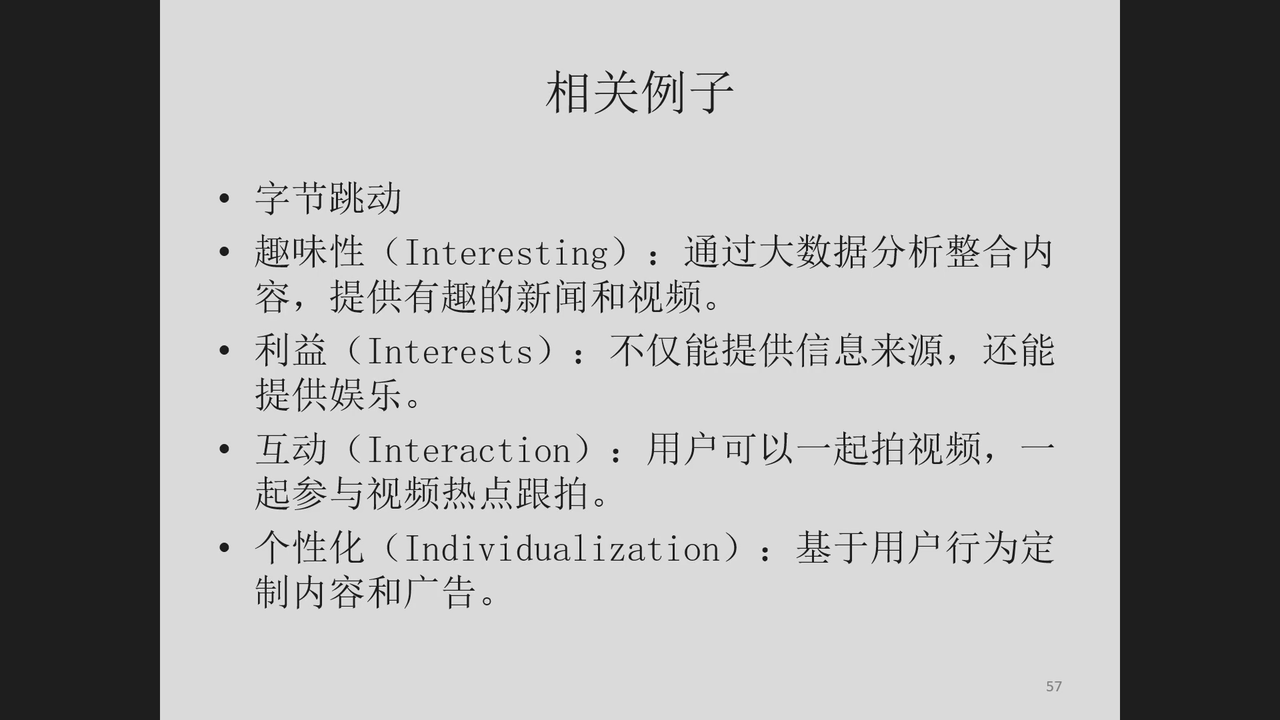 相关例子
• 字节跳动
• 趣味性（Interesting）：通过大数据分析整合内
容，提供有趣的新闻和视频。
• 利益（Interests）：不仅能提供信息来源，还能
提供娱乐。
• 互动（Interaction）：用户可以一起拍视频，一
起参与视频热点跟拍。
• 个性化（Individualization）：基于用户行为定
制内容和广告。
57